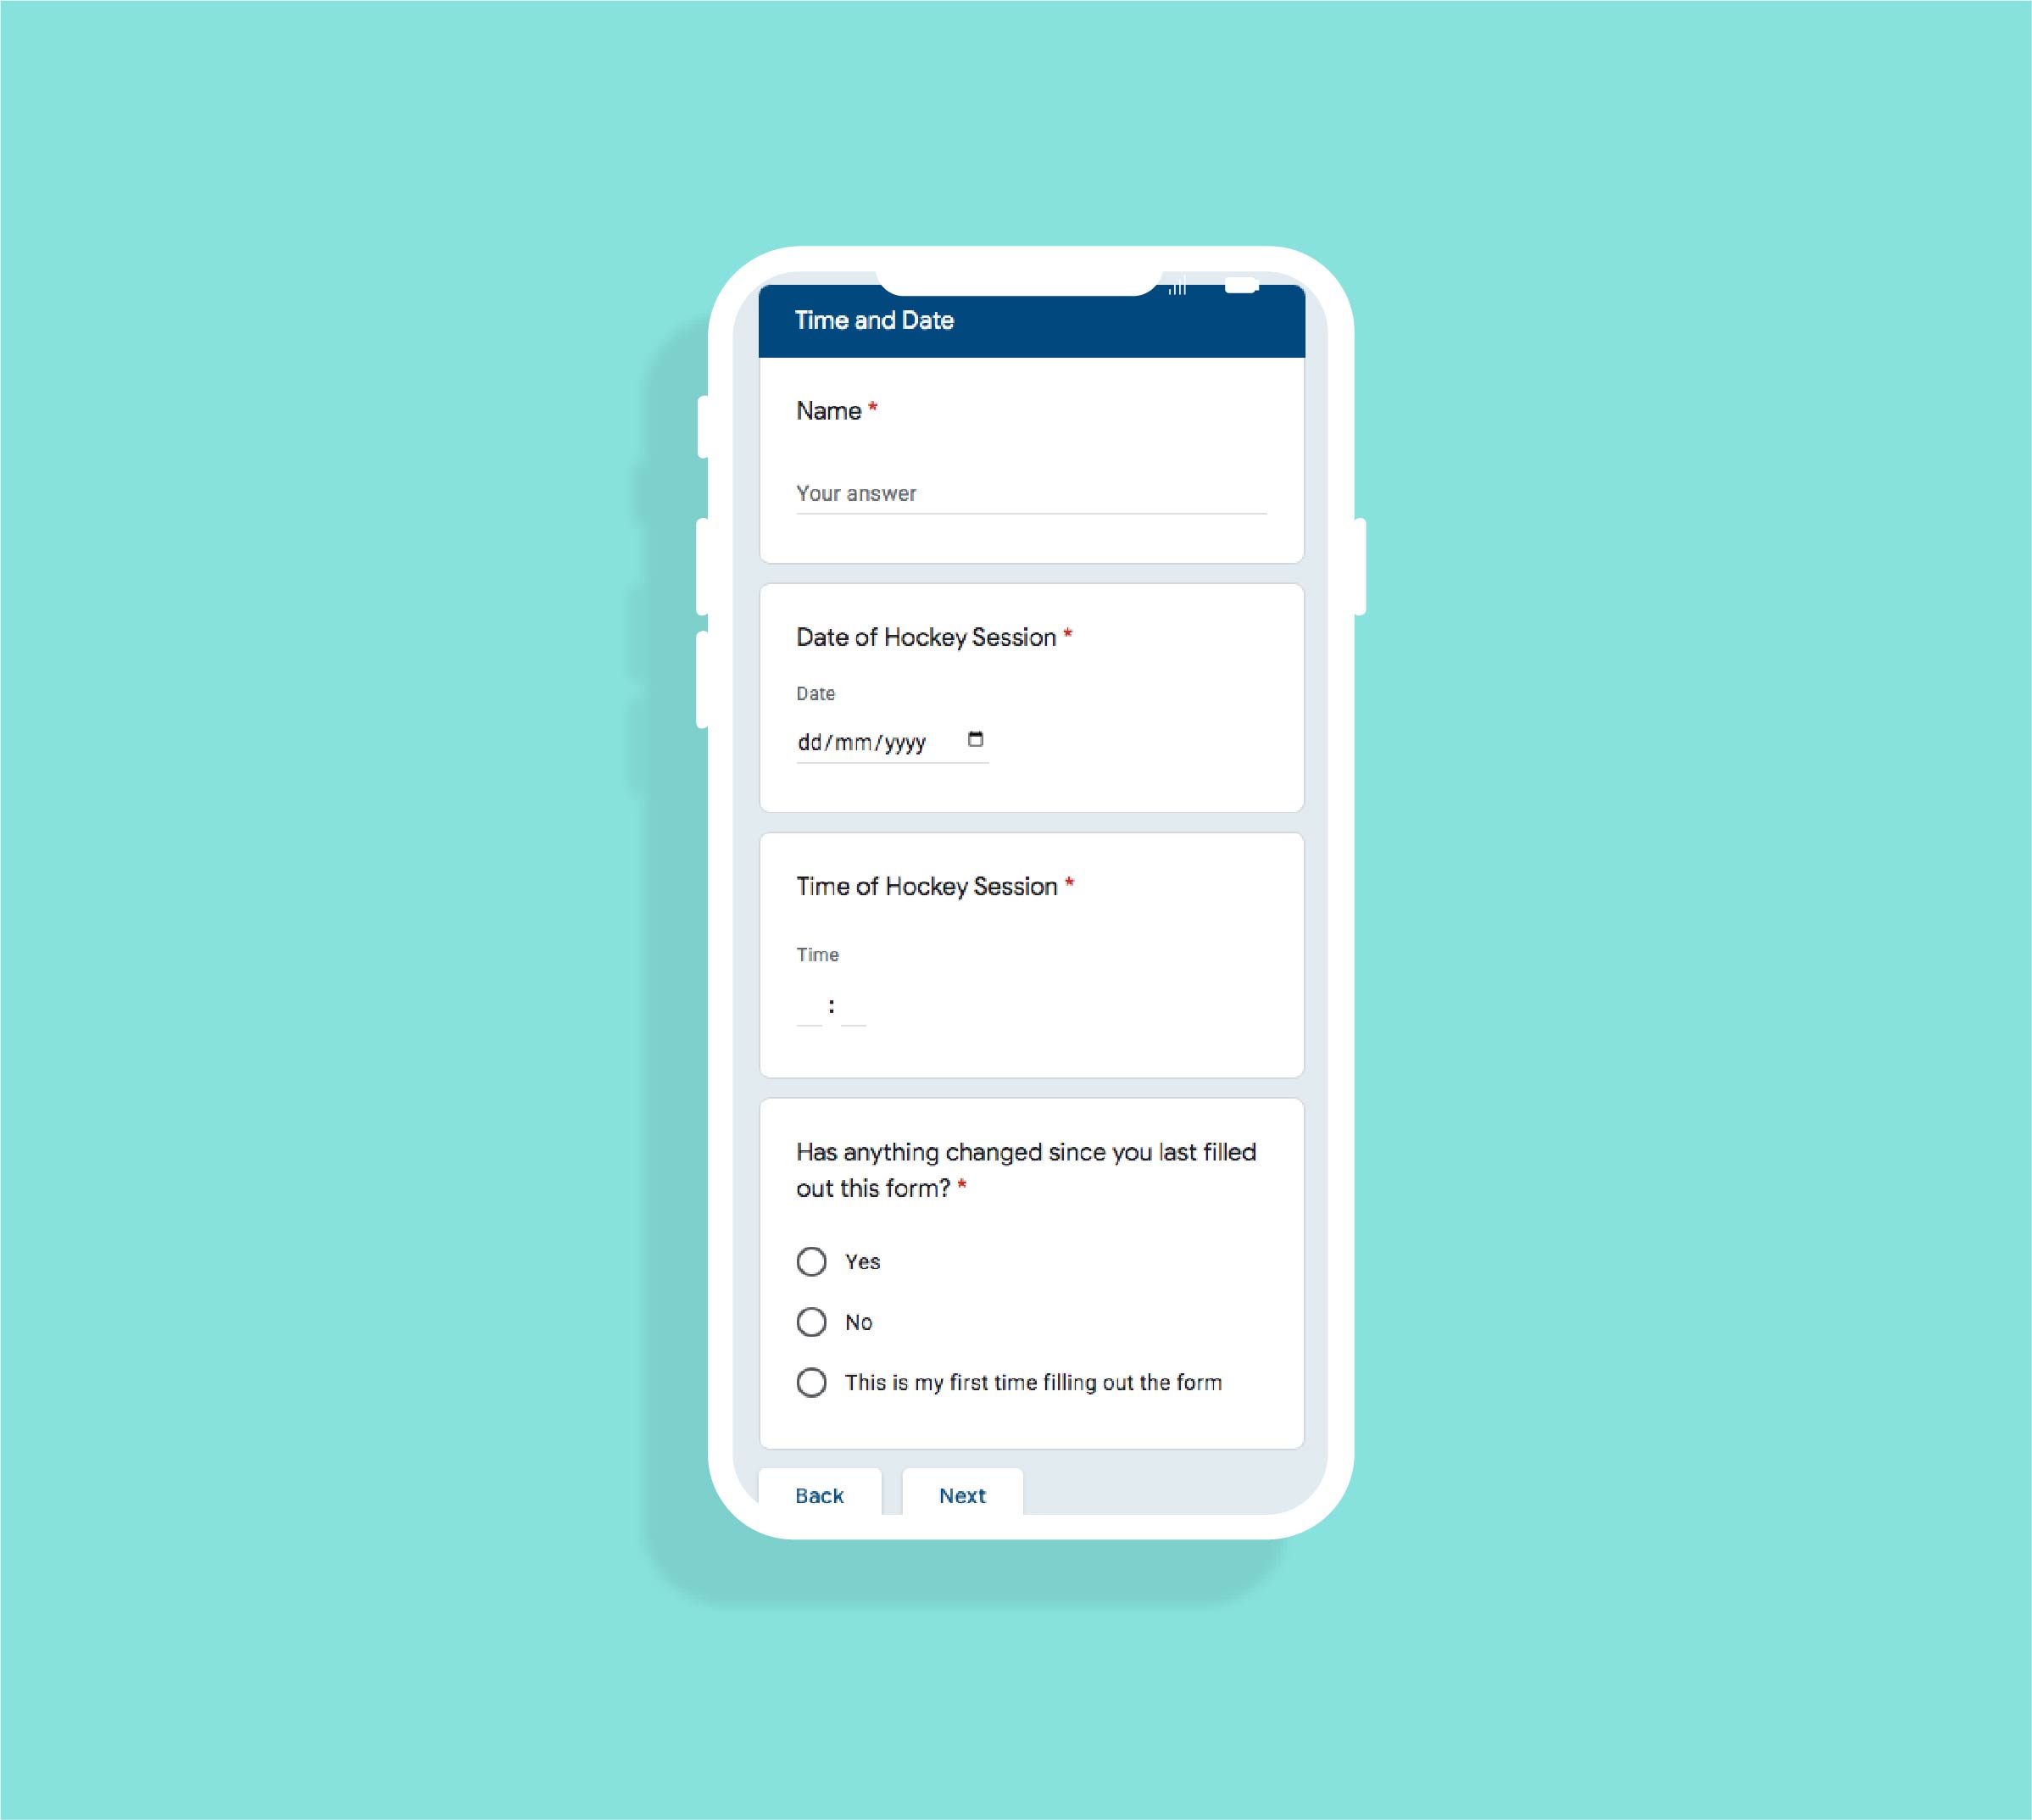 Time and Date
Name *
Your answer
Date of Hockey Session *
Date
dd/mm/yyyy
Time of Hockey Session *
Time
:
Has anything changed since you last filled
out this form? *
Yes
No
This is my first time filling out the form
Back Next